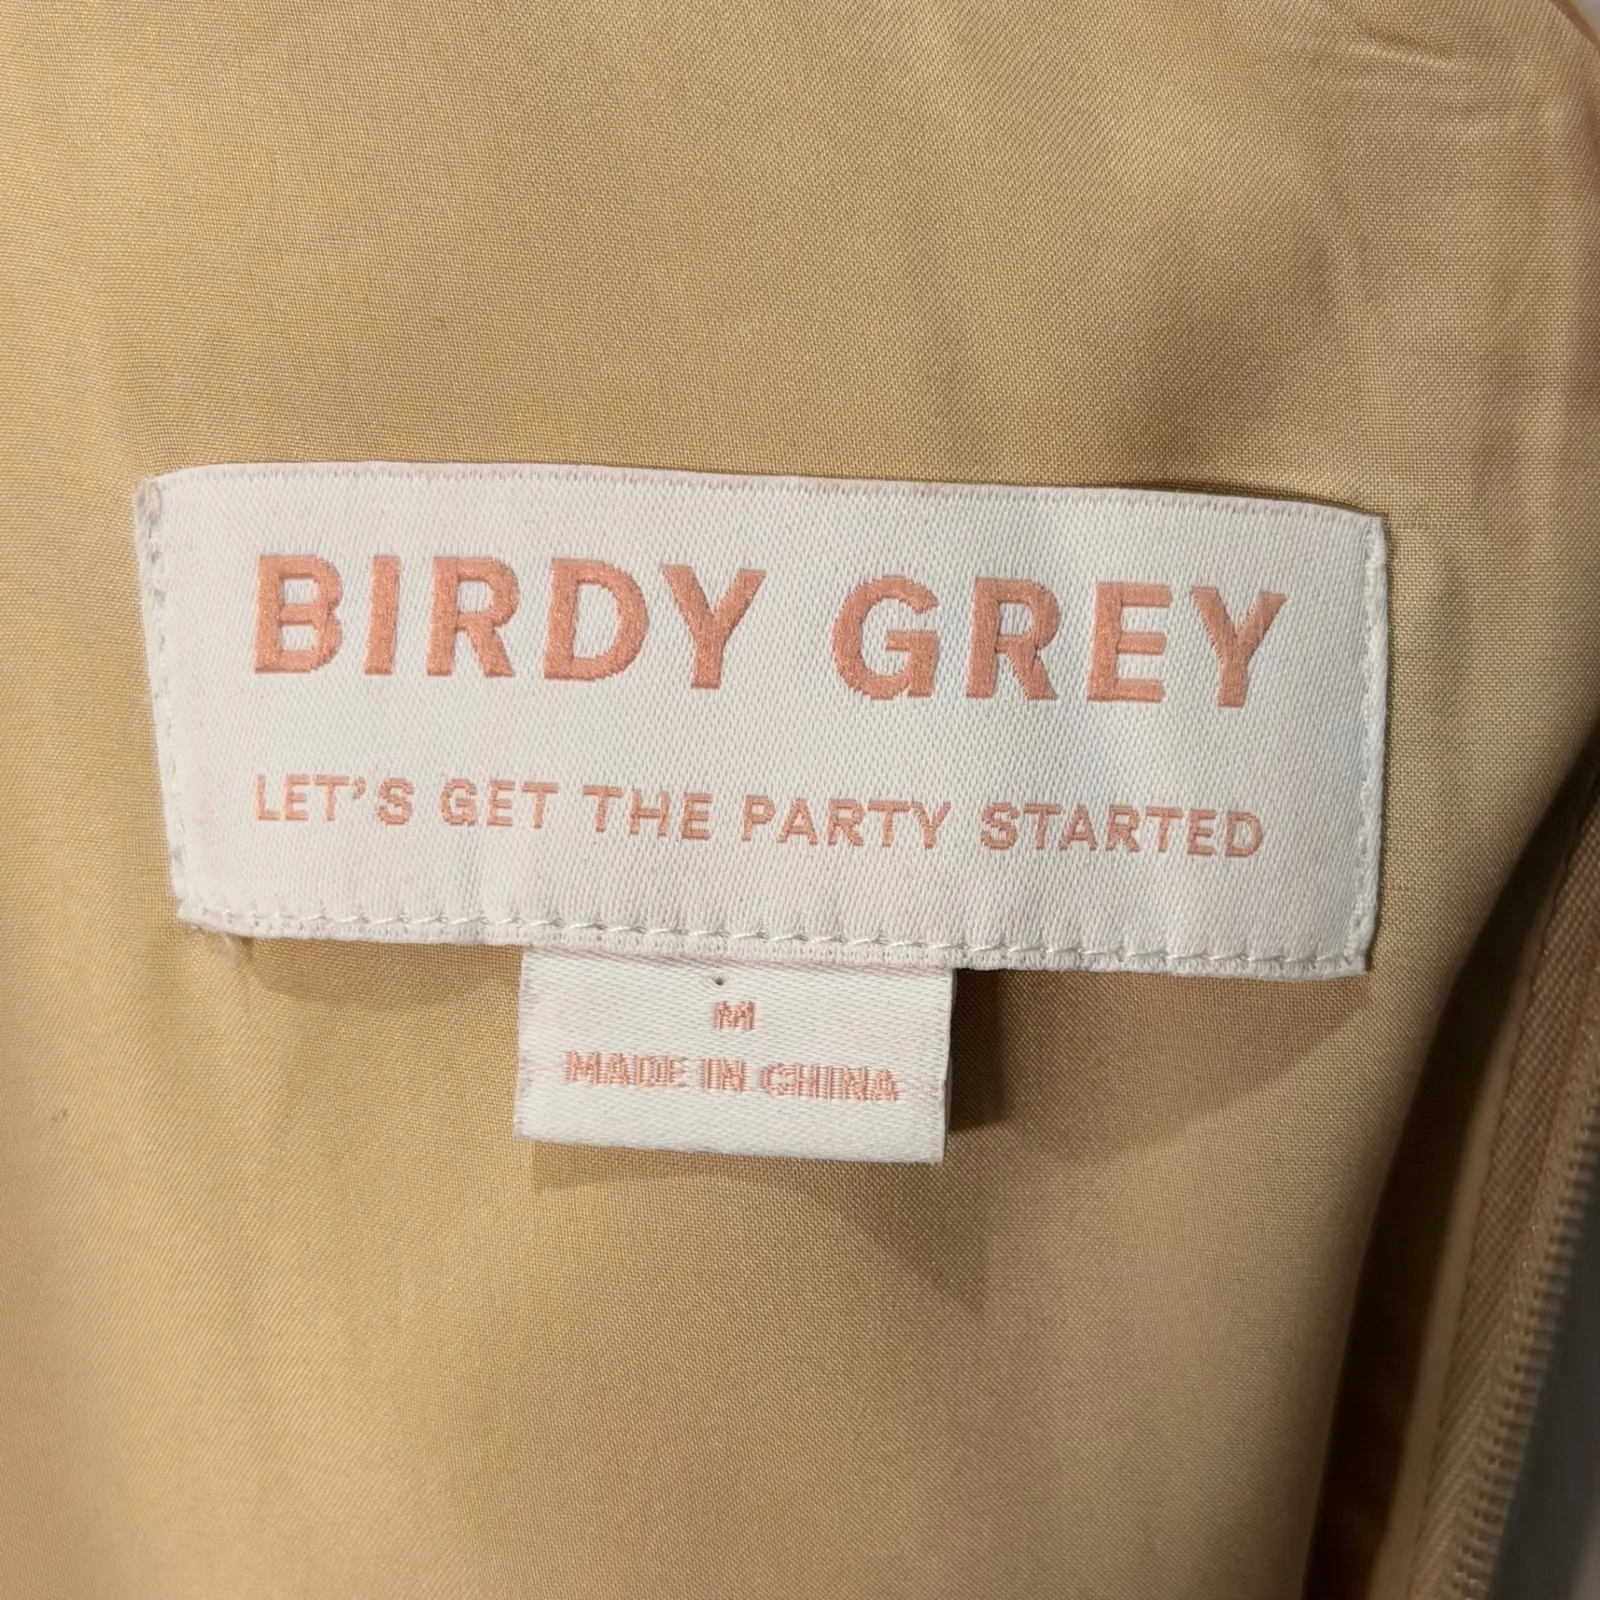 BIRDY GREY
LET'S GET THE PARTY STARTED
M
MADE IN CHINA